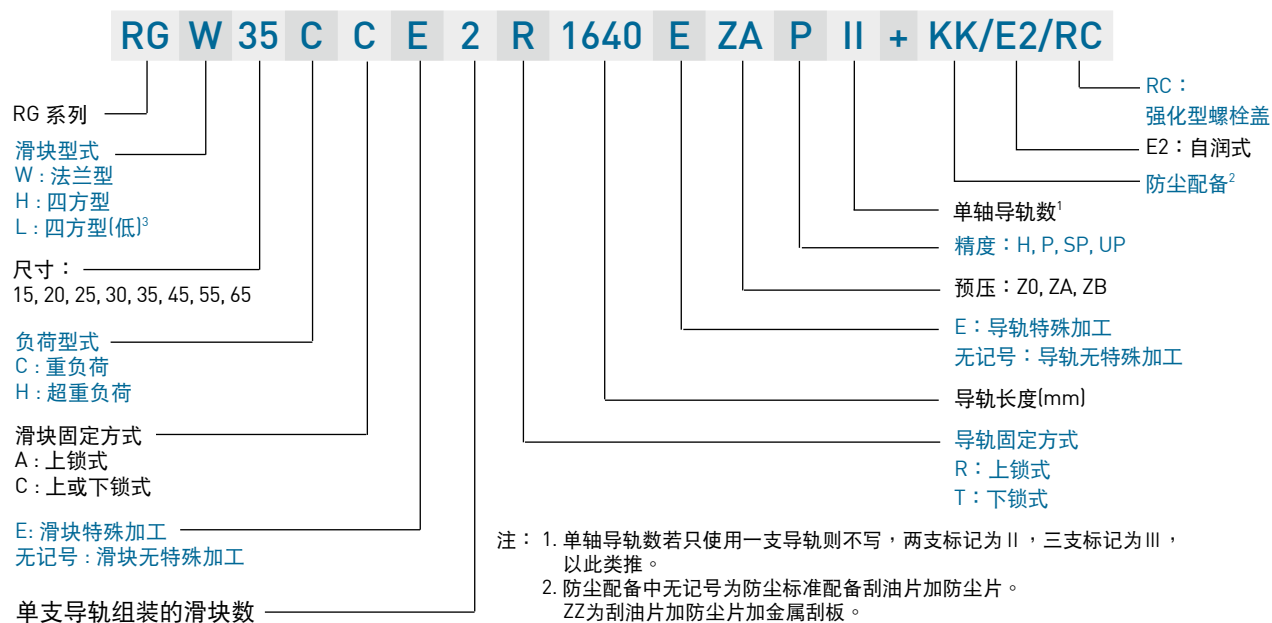 RG W 35 C C E 2 R 1640 E ZA P II + KK/E2/RC
RG 系列
滑块型式
W : 法兰型
H : 四方型
L : 四方型(低)3
尺寸：
15, 20, 25, 30, 35, 45, 55, 65
负荷型式
C : 重负荷
H : 超重负荷
滑块固定方式
A : 上锁式
C : 上或下锁式
E: 滑块特殊加工
无记号 : 滑块无特殊加工
单支导轨组装的滑块数
RC：
强化型螺栓盖
E2：自润式
防尘配备2
单轴导轨数1
精度：H, P, SP, UP
预压：Z0, ZA, ZB
E：导轨特殊加工
无记号：导轨无特殊加工
导轨长度(mm)
导轨固定方式
R：上锁式
T：下锁式
注： 1. 单轴导轨数若只使用一支导轨则不写，两支标记为 II ，三支标记为 III ，
以此类推。
2. 防尘配备中无记号为防尘标准配备刮油片加防尘片。
ZZ为刮油片加防尘片加金属刮板。